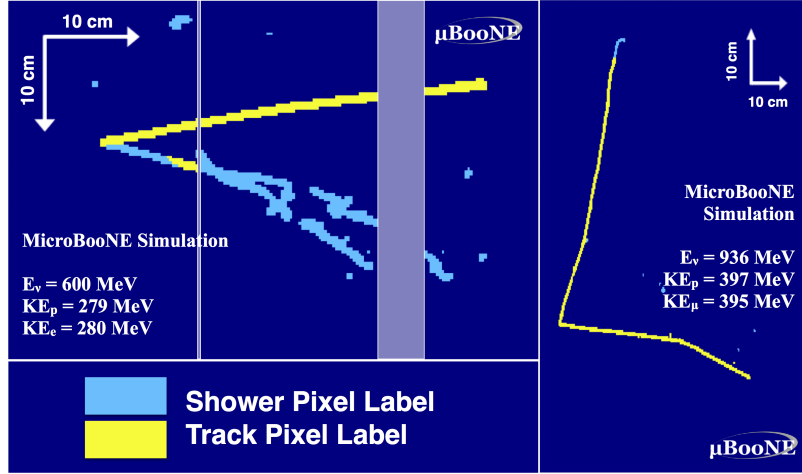 10 cm
10 cm
μBooNE
MicroBooNE Simulation
Eν = 600 MeV
KEp = 279 MeV
KEe = 280 MeV
Shower Pixel Label
Track Pixel Label
10 cm
10 cm
MicroBooNE
Simulation
Eν = 936 MeV
KEp = 397 MeV
KEμ = 395 MeV
μBooNE